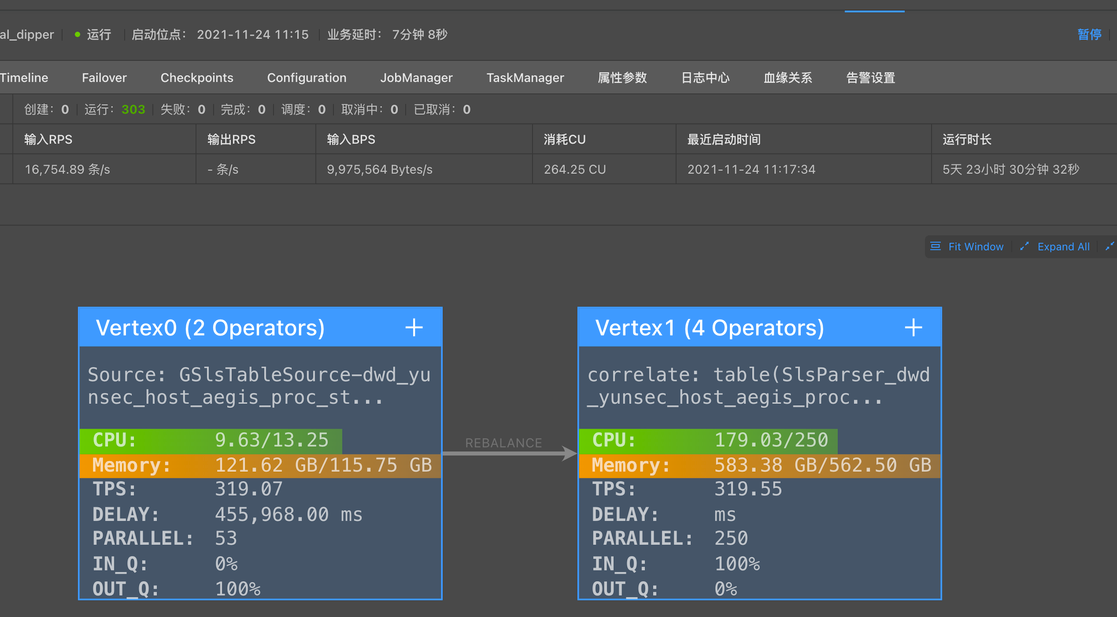 al_dipper 运行 启动位点： 2021-11-24 11:15 业务延时： 7分钟 8秒 暂停
Timeline Failover Checkpoints Configuration JobManager TaskManager 属性参数 日志中心 血缘关系 告警设置
创建：0 运行：303 失败：0 完成：0 调度：0 取消中：0 已取消：0
输入RPS 输出RPS 输入BPS 消耗CU 最近启动时间 运行时长
16,754.89 条/s - 条/s 9,975,564 Bytes/s 264.25 CU 2021-11-24 11:17:34 5天 23小时 30分钟 32秒
Fit Window Expand All
Vertex0 (2 Operators) +
Source: GSlsTableSource-dwd_yu
nsec_host_aegis_proc_st...
CPU: 9.63/13.25
Memory: 121.62 GB/115.75 GB
TPS: 319.07
DELAY: 455,968.00 ms
PARALLEL: 53
IN_Q: 0%
OUT_Q: 100%
REBALANCE
Vertex1 (4 Operators) +
correlate: table(SlsParser_dwd
_yunsec_host_aegis_proc...
CPU: 179.03/250
Memory: 583.38 GB/562.50 GB
TPS: 319.55
DELAY: ms
PARALLEL: 250
IN_Q: 100%
OUT_Q: 0%